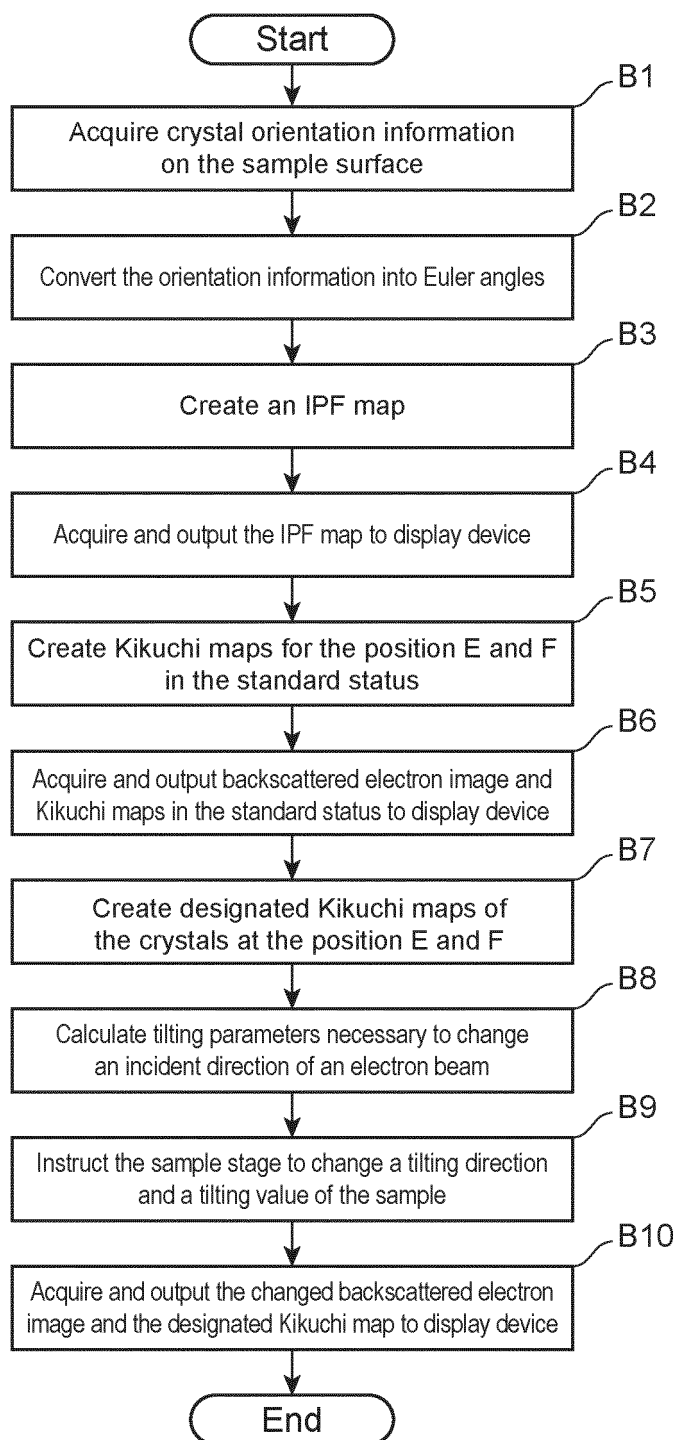 Start
B1
Acquire crystal orientation information
on the sample surface
B2
Convert the orientation information into Euler angles
B3
Create an IPF map
B4
Acquire and output the IPF map to display device
B5
Create Kikuchi maps for the position E and F
in the standard status
B6
Acquire and output backscattered electron image and
Kikuchi maps in the standard status to display device
B7
Create designated Kikuchi maps of
the crystals at the position E and F
B8
Calculate tilting parameters necessary to change
an incident direction of an electron beam
B9
Instruct the sample stage to change a tilting direction
and a tilting value of the sample
B10
Acquire and output the changed backscattered electron
image and the designated Kikuchi map to display device
End